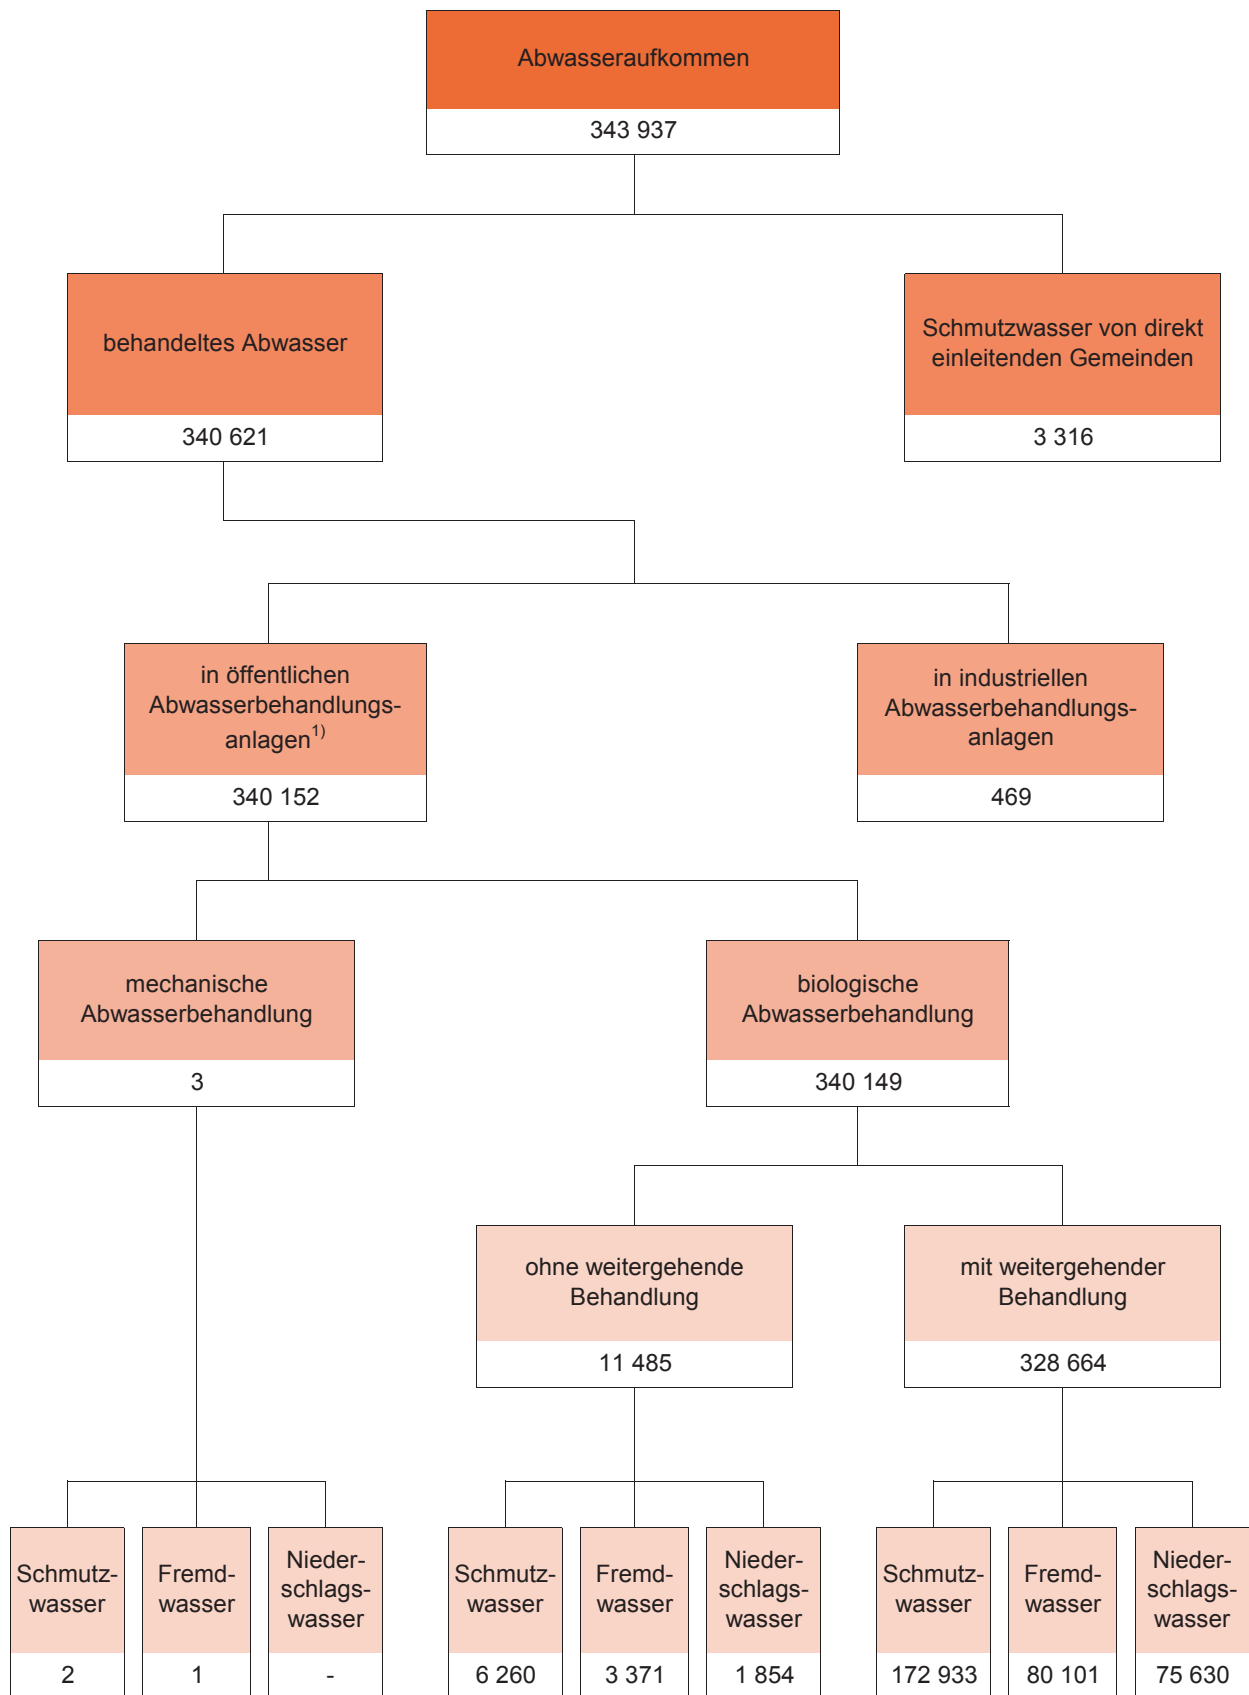 Abwasseraufkommen
343 937
behandeltes Abwasser
340 621
Schmutzwasser von direkt
einleitenden Gemeinden
3 316
in öffentlichen
Abwasserbehandlungs-
anlagen1)
340 152
in industriellen
Abwasserbehandlungs-
anlagen
469
mechanische
Abwasserbehandlung
3
biologische
Abwasserbehandlung
340 149
ohne weitergehende
Behandlung
11 485
mit weitergehender
Behandlung
328 664
Schmutz-
wasser
2
Fremd-
wasser
1
Nieder-
schlags-
wasser
-
Schmutz-
wasser
6 260
Fremd-
wasser
3 371
Nieder-
schlags-
wasser
1 854
Schmutz-
wasser
172 933
Fremd-
wasser
80 101
Nieder-
schlags-
wasser
75 630